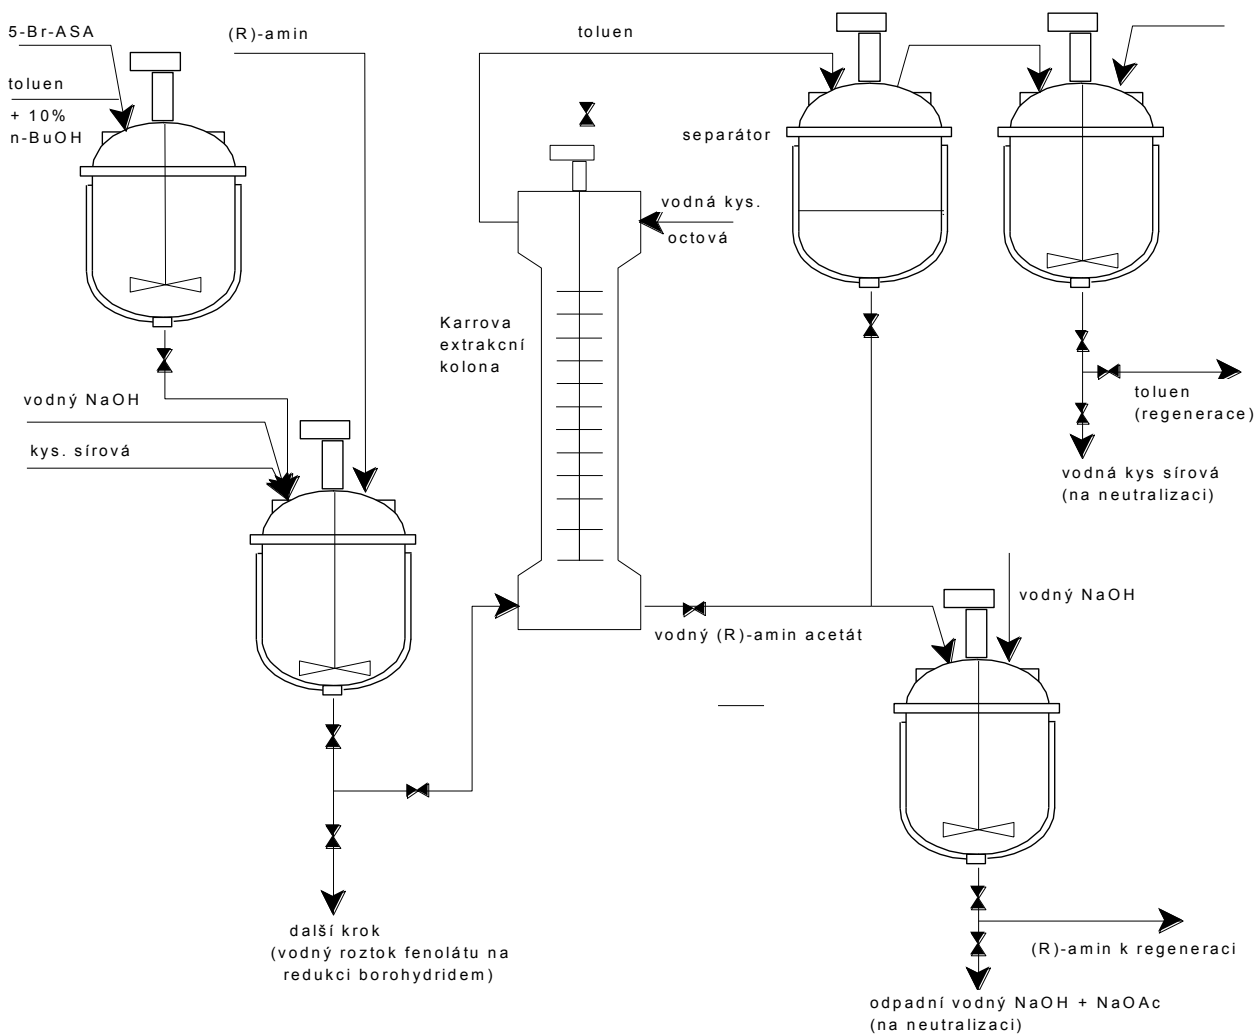 5-Br-ASA
(R)-amin
toluen
toluen
+ 10%
n-BuOH
separátor
vodná kys.
octová
Karrova
extrakcní
kolona
toluen
(regenerace)
vodný NaOH
kys. sírová
vodná kys sírová
(na neutralizaci)
vodný NaOH
vodný (R)-amin acetát
další krok
(vodný roztok fenolátu na
redukci borohydridem)
(R)-amin k regeneraci
odpadní vodný NaOH + NaOAc
(na neutralizaci)